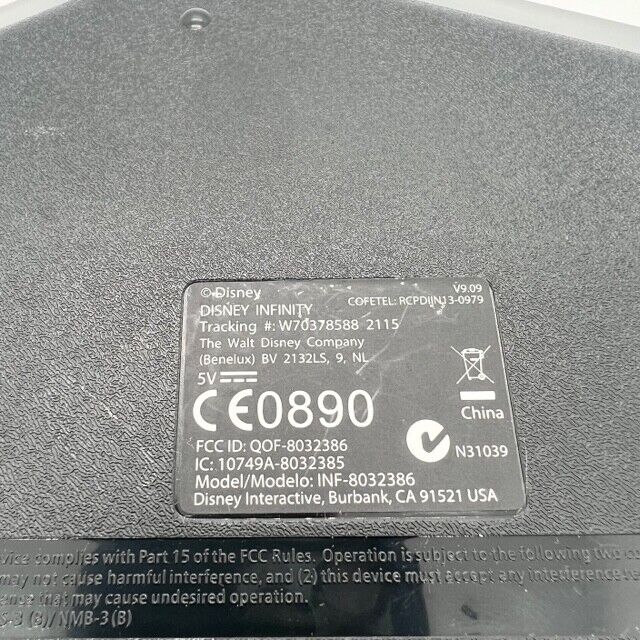 ©Disney
V9.09
DISNEY INFINITY
COFETEL: RCPDIIN13-0979
Tracking #: W70378588 2115
The Walt Disney Company
(Benelux) BV 2132LS, 9, NL
5V
CE0890
China
N31039
FCC ID: QOF-8032386
IC: 10749A-8032385
Model/Modelo: INF-8032386
Disney Interactive, Burbank, CA 91521 USA
complies with Part 15 of the FCC Rules. Operation is subject to the following two
may not cause harmful interference, and (2) this device must accept any interference
that may cause undesired operation.
S-3 (B)/NMB-3 (B)